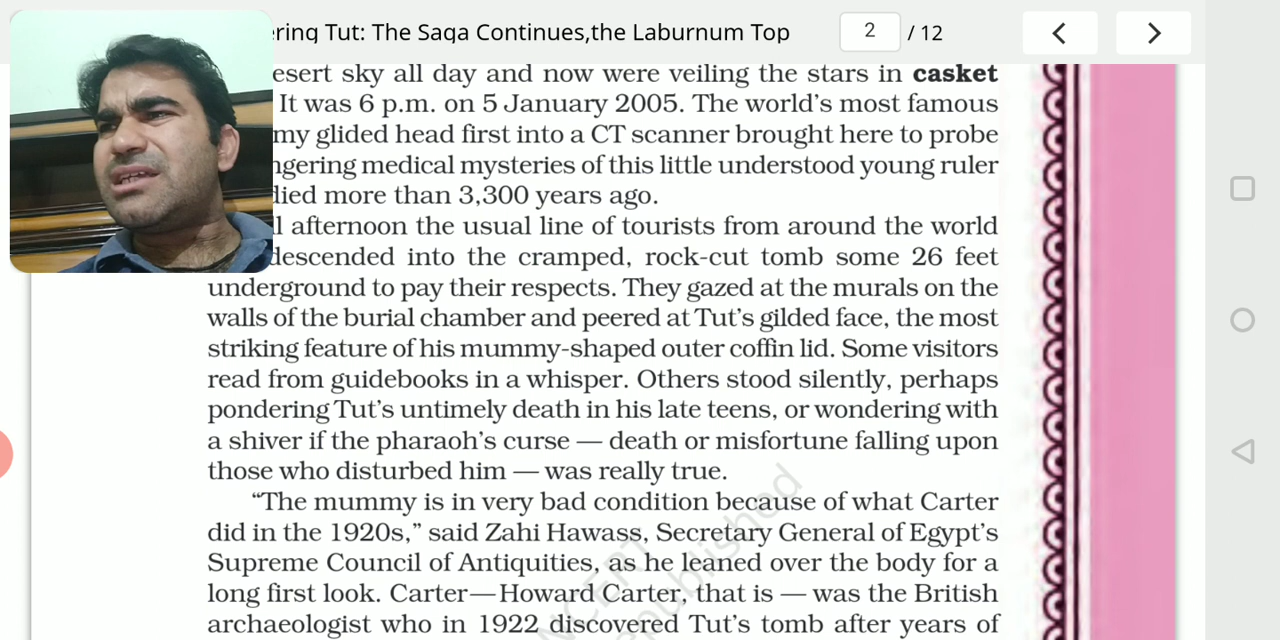 ering Tut: The Saga Continues,the Laburnum Top 2 / 12
esert sky all day and now were veiling the stars in casket
It was 6 p.m. on 5 January 2005. The world's most famous
my glided head first into a CT scanner brought here to probe
ngering medical mysteries of this little understood young ruler
died more than 3,300 years ago.
l afternoon the usual line of tourists from around the world
descended into the cramped, rock-cut tomb some 26 feet
underground to pay their respects. They gazed at the murals on the
walls of the burial chamber and peered at Tut's gilded face, the most
striking feature of his mummy-shaped outer coffin lid. Some visitors
read from guidebooks in a whisper. Others stood silently, perhaps
pondering Tut's untimely death in his late teens, or wondering with
a shiver if the pharaoh's curse — death or misfortune falling upon
those who disturbed him — was really true.
“The mummy is in very bad condition because of what Carter
did in the 1920s,” said Zahi Hawass, Secretary General of Egypt's
Supreme Council of Antiquities, as he leaned over the body for a
long first look. Carter—Howard Carter, that is — was the British
archaeologist who in 1922 discovered Tut's tomb after years of
NCERT
republished